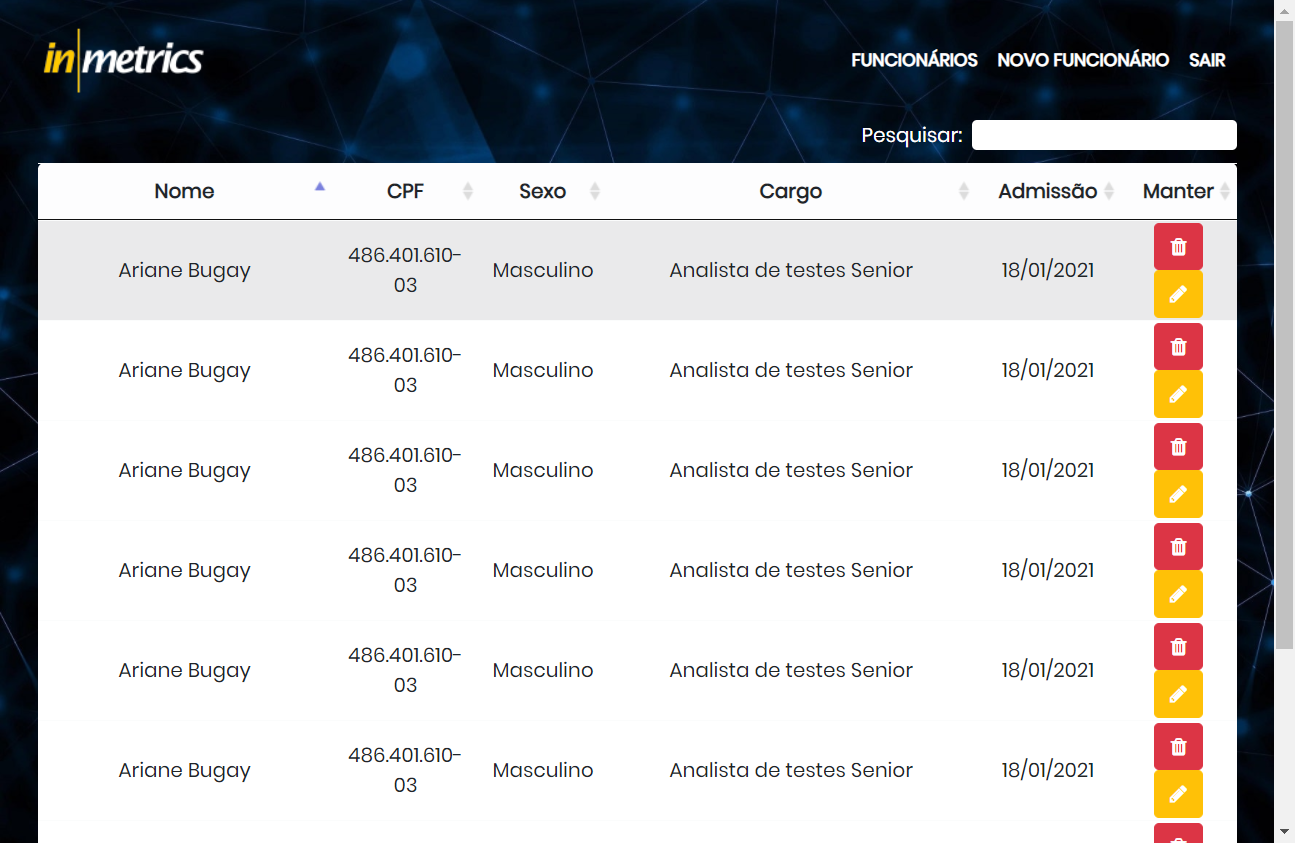 in|metrics
FUNCIONÁRIOS NOVO FUNCIONÁRIO SAIR
Pesquisar:
Nome CPF Sexo Cargo Admissão Manter
Ariane Bugay 486.401.610-03 Masculino Analista de testes Senior 18/01/2021
Ariane Bugay 486.401.610-03 Masculino Analista de testes Senior 18/01/2021
Ariane Bugay 486.401.610-03 Masculino Analista de testes Senior 18/01/2021
Ariane Bugay 486.401.610-03 Masculino Analista de testes Senior 18/01/2021
Ariane Bugay 486.401.610-03 Masculino Analista de testes Senior 18/01/2021
Ariane Bugay 486.401.610-03 Masculino Analista de testes Senior 18/01/2021